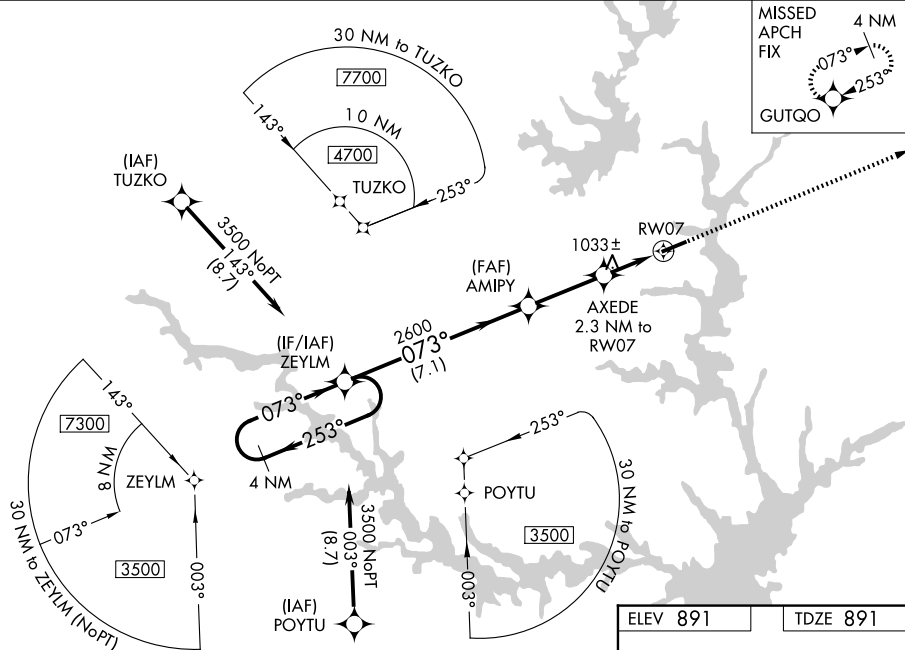 MISSED
APCH
FIX
4 NM
073°
253°
GUTQO
30 NM to TUZKO
7700
143°
10 NM
4700
TUZKO
253°
(IAF)
TUZKO
3500 NoPT
143°
(8.7)
RW07
1033±
(FAF)
AMIPY
AXEDE
2.3 NM to
RW07
2600
073°
(7.1)
(IF/IAF)
ZEYLM
073°
253°
4 NM
143°
7300
8 NM
ZEYLM
073°
3500
003°
30 NM to ZEYLM (NoPT)
3500 NoPT
003°
(8.7)
(IAF)
POYTU
253°
POYTU
30 NM to POYTU
3500
003°
ELEV 891
TDZE 891